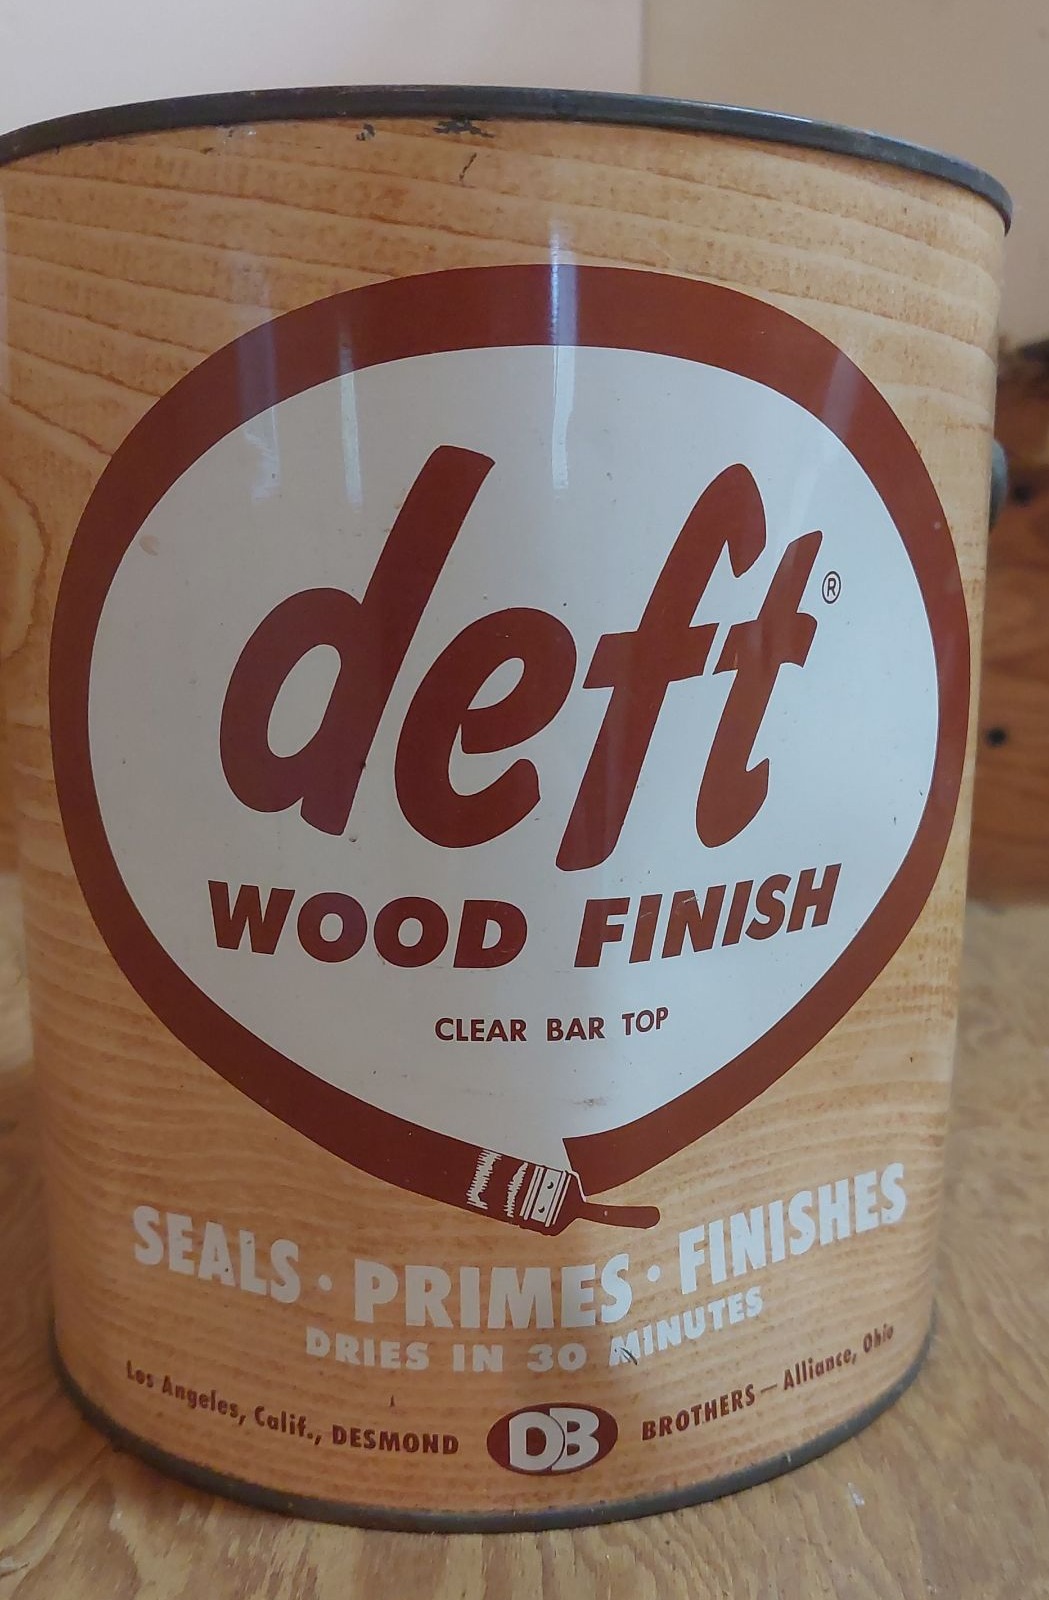 deft®
WOOD FINISH
CLEAR BAR TOP
SEALS · PRIMES · FINISHES
DRIES IN 30 MINUTES
Los Angeles, Calif., DESMOND DB BROTHERS — Alliance, Ohio